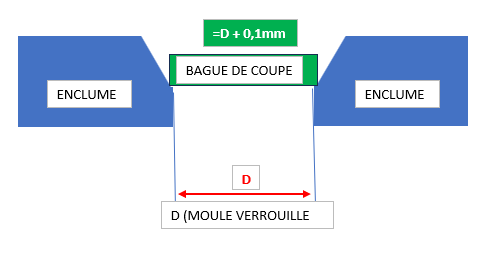 =D + 0,1mm
BAGUE DE COUPE
ENCLUME
ENCLUME
D
D (MOULE VERROUILLE